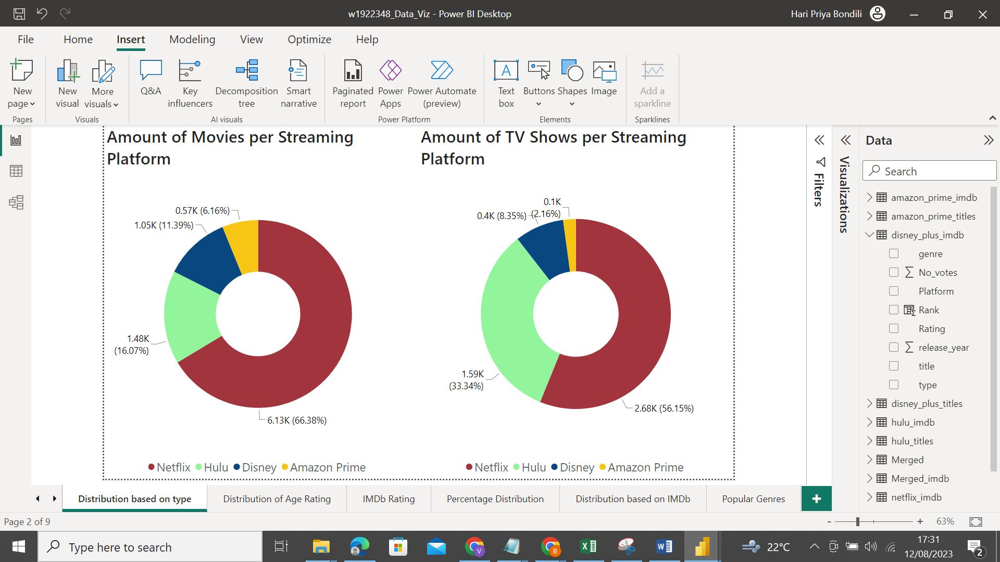 w1922348_Data_Viz - Power BI Desktop
Hari Priya Bondili
File Home Insert Modeling View Optimize Help
New page
New visual
More visuals
Q&A
Key influencers
Decomposition tree
Smart narrative
Paginated report
Power Apps
Power Automate (preview)
Text box
Buttons
Shapes
Image
Add a sparkline
Pages
Visuals
AI visuals
Power Platform
Elements
Sparklines
Amount of Movies per Streaming
Platform
0.57K (6.16%)
1.05K (11.39%)
1.48K
(16.07%)
6.13K (66.38%)
Netflix Hulu Disney Amazon Prime
Amount of TV Shows per Streaming
Platform
0.1K
(2.16%)
0.4K (8.35%)
1.59K
(33.34%)
2.68K (56.15%)
Netflix Hulu Disney Amazon Prime
Filters
Visualizations
Data
Search
amazon_prime_imdb
amazon_prime_titles
disney_plus_imdb
genre
No_votes
Platform
Rank
Rating
release_year
title
type
disney_plus_titles
hulu_imdb
hulu_titles
Merged
Merged_imdb
netflix_imdb
Distribution based on type
Distribution of Age Rating
IMDb Rating
Percentage Distribution
Distribution based on IMDb
Popular Genres
Page 2 of 9
- + 63%
Type here to search
22°C
17:31
12/08/2023
2